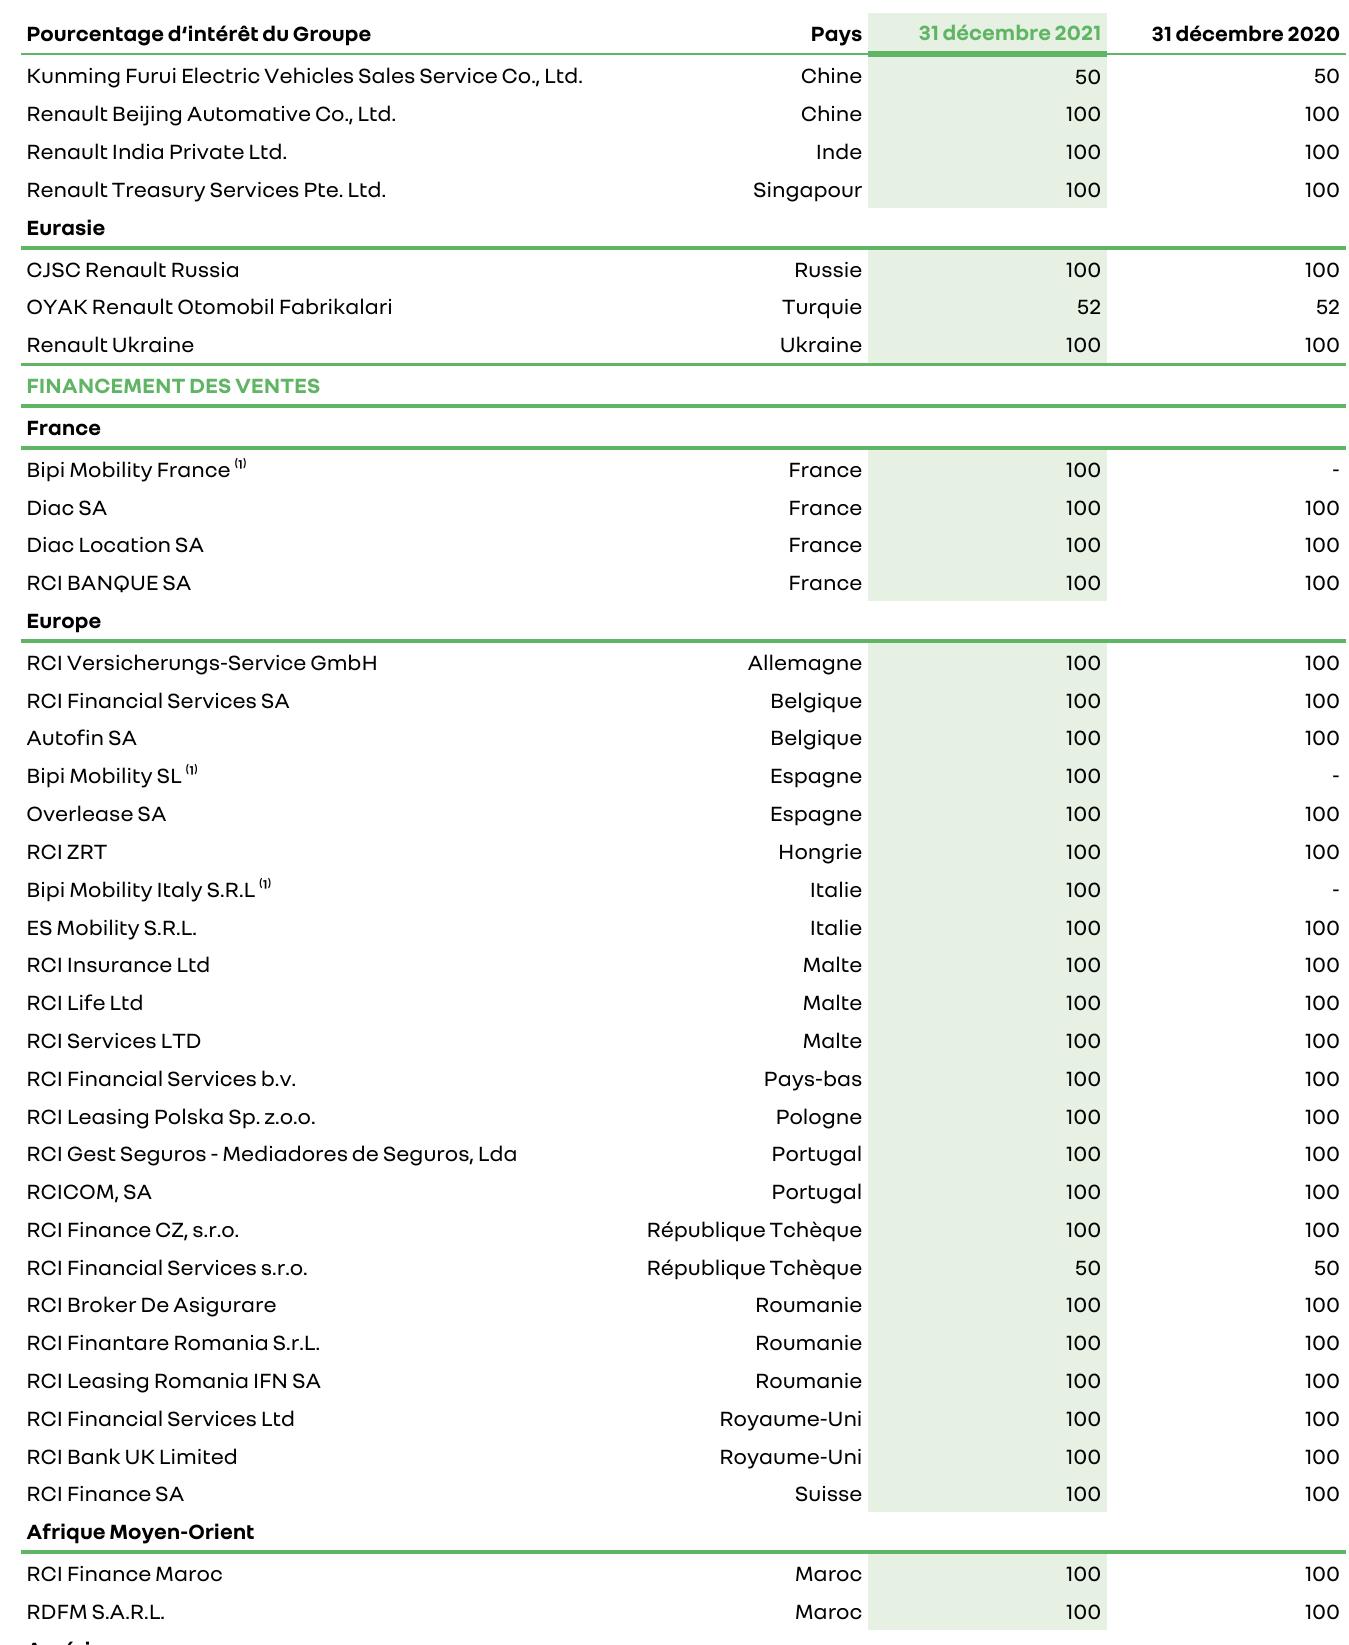 Pourcentage d‘intérêt du Groupe Pays 31 décembre 2021 31 décembre 2020
Kunming Furui Electric Vehicles Sales Service Co., Ltd. Chine 50 50
Renault Beijing Automative Co., Ltd. Chine 100 100
Renault India Private Ltd. Inde 100 100
Renault Treasury Services Pte. Ltd. Singapour 100 100
Eurasie
CJSC Renault Russia Russie 100 100
OYAK Renault Otomobil Fabrikalari Turquie 52 52
Renault Ukraine Ukraine 100 100
FINANCEMENT DES VENTES
France
Bipi Mobility France (1) France 100 -
Diac SA France 100 100
Diac Location SA France 100 100
RCI BANQUE SA France 100 100
Europe
RCI Versicherungs-Service GmbH Allemagne 100 100
RCI Financial Services SA Belgique 100 100
Autofin SA Belgique 100 100
Bipi Mobility SL (1) Espagne 100 -
Overlease SA Espagne 100 100
RCI ZRT Hongrie 100 100
Bipi Mobility Italy S.R.L (1) Italie 100 -
ES Mobility S.R.L. Italie 100 100
RCI Insurance Ltd Malte 100 100
RCI Life Ltd Malte 100 100
RCI Services LTD Malte 100 100
RCI Financial Services b.v. Pays-bas 100 100
RCI Leasing Polska Sp. z.o.o. Pologne 100 100
RCI Gest Seguros - Mediadores de Seguros, Lda Portugal 100 100
RCICOM, SA Portugal 100 100
RCI Finance CZ, s.r.o. République Tchèque 100 100
RCI Financial Services s.r.o. République Tchèque 50 50
RCI Broker De Asigurare Roumanie 100 100
RCI Finantare Romania S.r.L. Roumanie 100 100
RCI Leasing Romania IFN SA Roumanie 100 100
RCI Financial Services Ltd Royaume-Uni 100 100
RCI Bank UK Limited Royaume-Uni 100 100
RCI Finance SA Suisse 100 100
Afrique Moyen-Orient
RCI Finance Maroc Maroc 100 100
RDFM S.A.R.L. Maroc 100 100